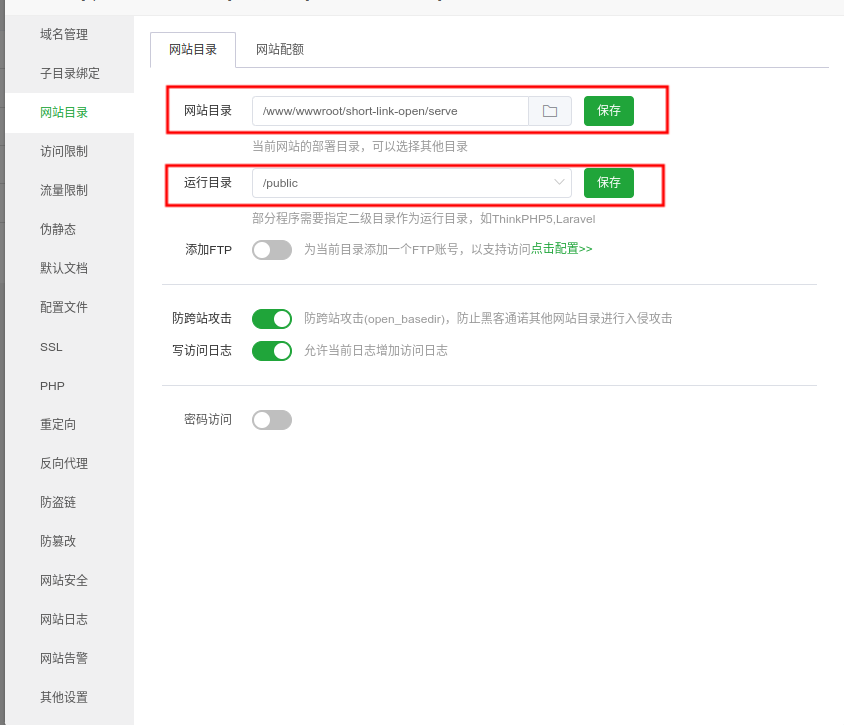 域名管理
子目录绑定
网站目录
访问限制
流量限制
伪静态
默认文档
配置文件
SSL
PHP
重定向
反向代理
防盗链
防篡改
网站安全
网站日志
网站告警
其他设置
网站目录 网站配额
网站目录 /www/wwwroot/short-link-open/serve 保存
当前网站的部署目录，可以选择其他目录
运行目录 /public 保存
部分程序需要指定二级目录作为运行目录，如ThinkPHP5,Laravel
添加FTP 为当前目录添加一个FTP账号，以支持访问点击配置>>
防跨站攻击 防跨站攻击(open_basedir)，防止黑客通诺其他网站目录进行入侵攻击
写访问日志 允许当前日志增加访问日志
密码访问